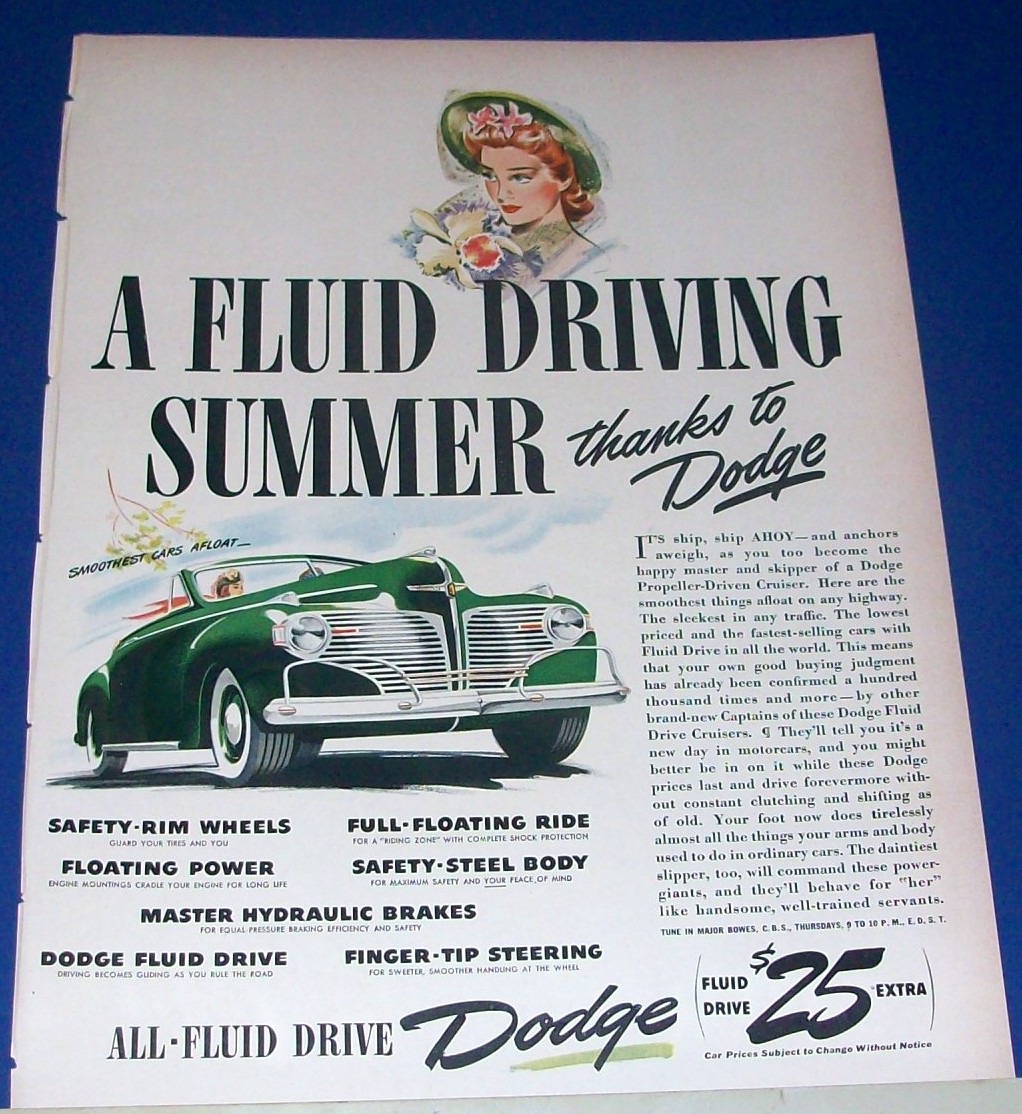 A FLUID DRIVING
SUMMER
thanks to
Dodge
SMOOTHEST CARS AFLOAT—
IT'S ship, ship AHOY—and anchors
aweigh, as you too become the
happy master and skipper of a Dodge
Propeller-Driven Cruiser. Here are the
smoothest things afloat on any highway.
The sleekest in any traffic. The lowest
priced and the fastest-selling cars with
Fluid Drive in all the world. This means
that your own good buying judgment
has already been confirmed a hundred
thousand times and more—by other
brand-new Captains of these Dodge Fluid
Drive Cruisers. ¶ They'll tell you it's a
new day in motorcars, and you might
better be in on it while these Dodge
prices last and drive forevermore with-
out constant clutching and shifting as
of old. Your foot now does tirelessly
almost all the things your arms and body
used to do in ordinary cars. The daintiest
slipper, too, will command these power-
giants, and they'll behave for "her"
like handsome, well-trained servants.
TUNE IN MAJOR BOWES, C. B. S., THURSDAYS, 9 TO 10 P. M., E. D. S. T.
SAFETY-RIM WHEELS
GUARD YOUR TIRES AND YOU
FULL-FLOATING RIDE
FOR A "RIDING ZONE" WITH COMPLETE SHOCK PROTECTION
FLOATING POWER
ENGINE MOUNTINGS CRADLE YOUR ENGINE FOR LONG LIFE
SAFETY-STEEL BODY
FOR MAXIMUM SAFETY AND YOUR PEACE OF MIND
MASTER HYDRAULIC BRAKES
FOR EQUAL-PRESSURE BRAKING EFFICIENCY AND SAFETY
DODGE FLUID DRIVE
DRIVING BECOMES GLIDING AS YOU RULE THE ROAD
FINGER-TIP STEERING
FOR SWEETER, SMOOTHER HANDLING AT THE WHEEL
ALL-FLUID DRIVE Dodge
(FLUID DRIVE $25 EXTRA)
Car Prices Subject to Change Without Notice